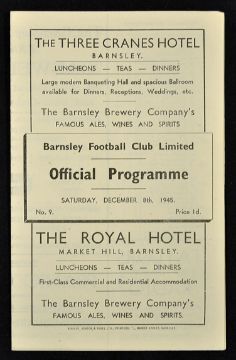 THE THREE CRANES HOTEL
BARNSLEY.
LUNCHEONS — TEAS — DINNERS
Large modern Banqueting Hall and spacious Ballroom
available for Dinners, Receptions, Weddings, etc.
The Barnsley Brewery Company's
FAMOUS ALES, WINES AND SPIRITS
Barnsley Football Club Limited
Official Programme
SATURDAY, DECEMBER 8th, 1945.
No. 9. Price 1d.
THE ROYAL HOTEL
MARKET HILL, BARNSLEY.
LUNCHEONS — TEAS — DINNERS
First-Class Commercial and Residential Accommodation
The Barnsley Brewery Company's
FAMOUS ALES, WINES AND SPIRITS